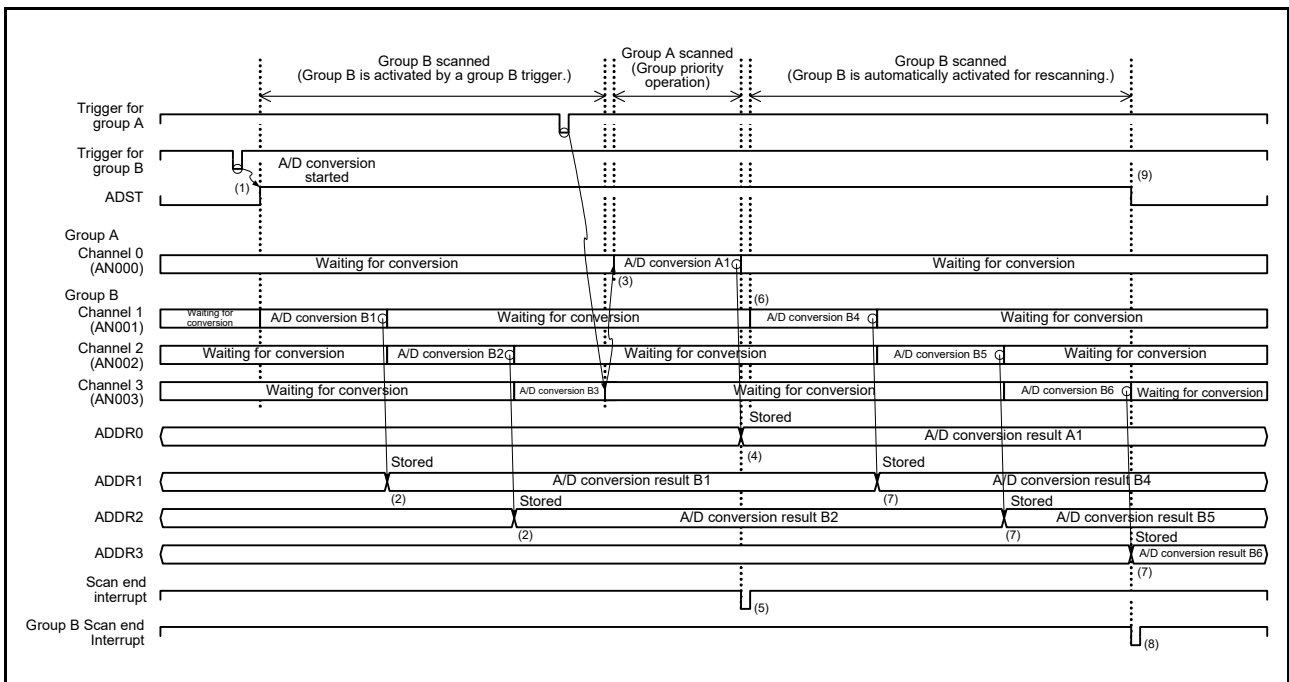 Group B scanned
(Group B is activated by a group B trigger.)
Group A scanned
(Group priority
operation)
Group B scanned
(Group B is automatically activated for rescanning.)
Trigger for
group A
Trigger for
group B
A/D conversion
started
(1)
(9)
ADST
Group A
Channel 0
(AN000)
Waiting for conversion
A/D conversion A1
Waiting for conversion
(3)
Group B
(6)
Channel 1
(AN001)
Waiting for
conversion
A/D conversion B1
Waiting for conversion
A/D conversion B4
Waiting for conversion
Channel 2
(AN002)
Waiting for conversion
A/D conversion B2
Waiting for conversion
A/D conversion B5
Waiting for conversion
Channel 3
(AN003)
Waiting for conversion
A/D conversion B3
Waiting for conversion
A/D conversion B6
Waiting for conversion
Stored
ADDR0
A/D conversion result A1
(4)
Stored
Stored
ADDR1
A/D conversion result B1
A/D conversion result B4
(2)
(7)
Stored
Stored
ADDR2
A/D conversion result B2
A/D conversion result B5
(2)
(7)
Stored
ADDR3
A/D conversion result B6
(7)
Scan end
interrupt
(5)
Group B Scan end
Interrupt
(8)